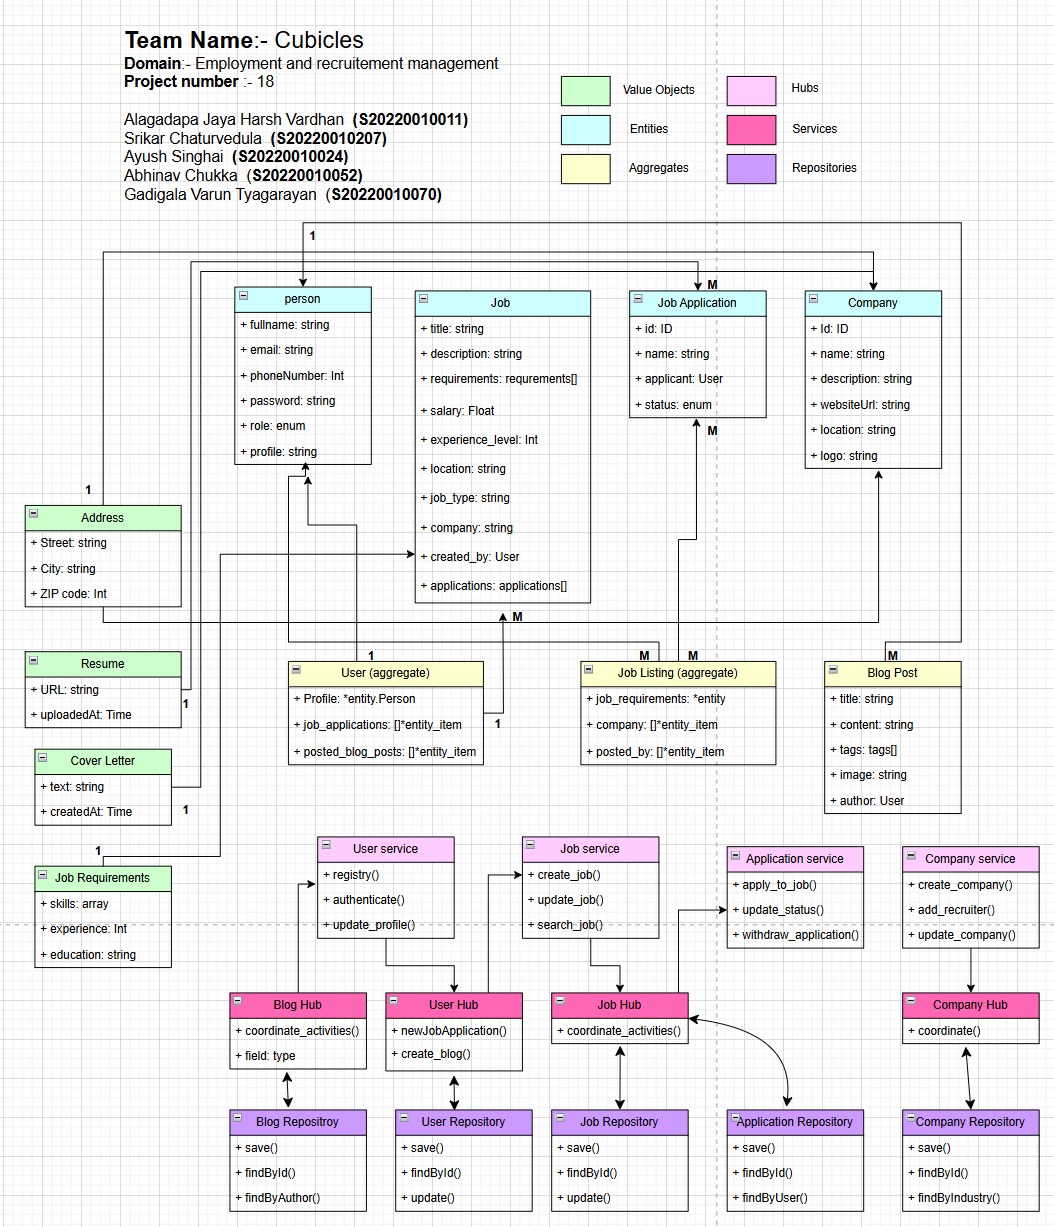 Team Name:- Cubicles
Domain:- Employment and recruitement management
Project number :- 18
Alagadapa Jaya Harsh Vardhan (S20220010011)
Srikar Chaturvedula (S20220010207)
Ayush Singhai (S20220010024)
Abhinav Chukka (S20220010052)
Gadigala Varun Tyagarayan (S20220010070)
Value Objects
Hubs
Entities
Services
Aggregates
Repositories
1
M
person
+ fullname: string
+ email: string
+ phoneNumber: Int
+ password: string
+ role: enum
+ profile: string
Job
+ title: string
+ description: string
+ requirements: requrements[]
+ salary: Float
+ experience_level: Int
+ location: string
+ job_type: string
+ company: string
+ created_by: User
+ applications: applications[]
Job Application
+ id: ID
+ name: string
+ applicant: User
+ status: enum
M
Company
+ Id: ID
+ name: string
+ description: string
+ websiteUrl: string
+ location: string
+ logo: string
1
Address
+ Street: string
+ City: string
+ ZIP code: Int
M
Resume
+ URL: string
+ uploadedAt: Time
1
1
User (aggregate)
+ Profile: *entity.Person
+ job_applications: []*entity_item
+ posted_blog_posts: []*entity_item
1
M
M
Job Listing (aggregate)
+ job_requirements: *entity
+ company: []*entity_item
+ posted_by: []*entity_item
M
Blog Post
+ title: string
+ content: string
+ tags: tags[]
+ image: string
+ author: User
Cover Letter
+ text: string
+ createdAt: Time
1
1
Job Requirements
+ skills: array
+ experience: Int
+ education: string
User service
+ registry()
+ authenticate()
+ update_profile()
Job service
+ create_job()
+ update_job()
+ search_job()
Application service
+ apply_to_job()
+ update_status()
+ withdraw_application()
Company service
+ create_company()
+ add_recruiter()
+ update_company()
Blog Hub
+ coordinate_activities()
+ field: type
User Hub
+ newJobApplication()
+ create_blog()
Job Hub
+ coordinate_activities()
Company Hub
+ coordinate()
Blog Repositroy
+ save()
+ findById()
+ findByAuthor()
User Repository
+ save()
+ findById()
+ update()
Job Repository
+ save()
+ findById()
+ update()
Application Repository
+ save()
+ findById()
+ findByUser()
Company Repository
+ save()
+ findById()
+ findByIndustry()